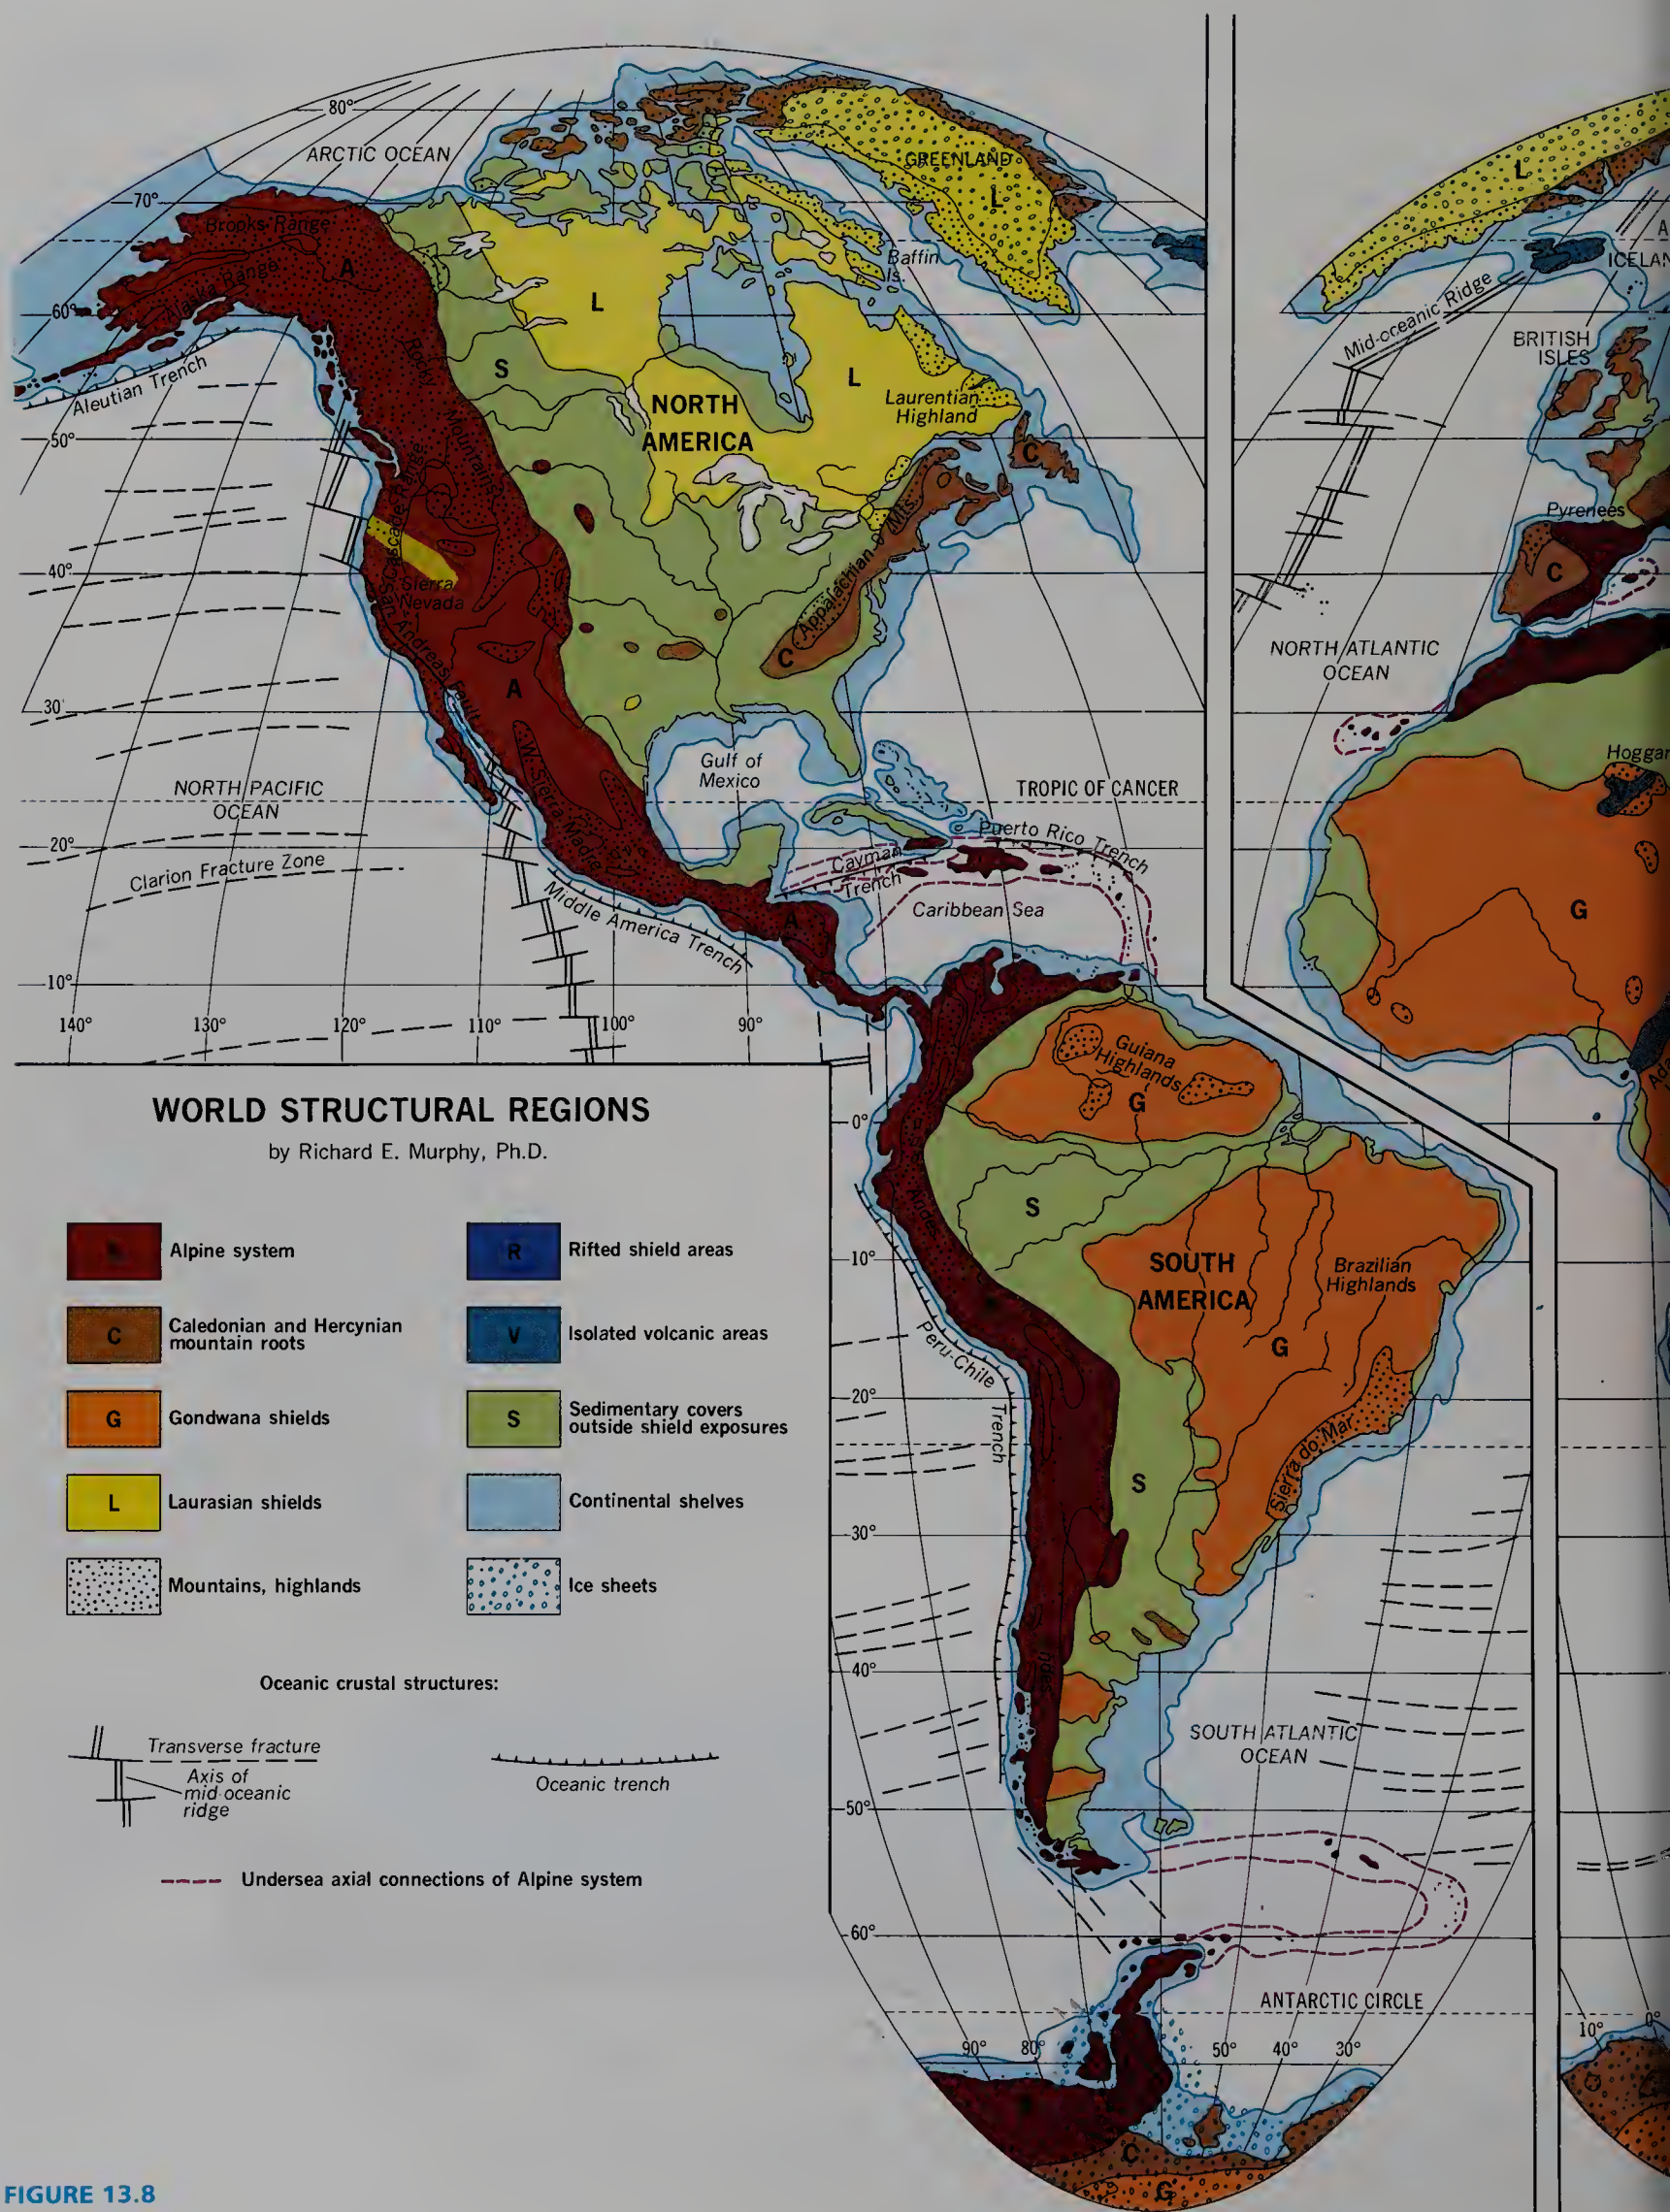 80°
ARCTIC OCEAN
GREENLAND
L
L
70°
Brooks Range
A
Baffin
Is.
A
ICELAN
60°
Alaska Range
L
Mid-oceanic Ridge
Aleutian Trench
Rocky
Mountains
S
L
BRITISH
ISLES
NORTH
AMERICA
Laurentian
Highland
50°
C
Cascade Range
Appalachian or Mts.
Pyrenees
40°
Sierra
Nevada
C
C
San Andreas Fault
A
NORTH ATLANTIC
OCEAN
30°
Hoggar
Gulf of
Mexico
W. Sierra Madre
NORTH PACIFIC
OCEAN
TROPIC OF CANCER
20°
Puerto Rico Trench
Clarion Fracture Zone
Cayman
Trench
Middle America Trench
Caribbean Sea
A
G
10°
140°
130°
120°
110°
100°
90°
Guiana
Highlands
G
WORLD STRUCTURAL REGIONS
by Richard E. Murphy, Ph.D.
0°
Andes
S
10°
SOUTH
AMERICA
Brazilian
Highlands
G
Peru-Chile
Trench
20°
Sierra do Mar
S
30°
Alpine system
R
Rifted shield areas
C
Caledonian and Hercynian
mountain roots
V
Isolated volcanic areas
G
Gondwana shields
S
Sedimentary covers
outside shield exposures
L
Laurasian shields
Continental shelves
Mountains, highlands
Ice sheets
Oceanic crustal structures:
Transverse fracture
Axis of
mid-oceanic
ridge
Oceanic trench
Undersea axial connections of Alpine system
40°
SOUTH ATLANTIC
OCEAN
50°
60°
ANTARCTIC CIRCLE
90°
80°
50°
40°
30°
10°
0°
C
G
FIGURE 13.8